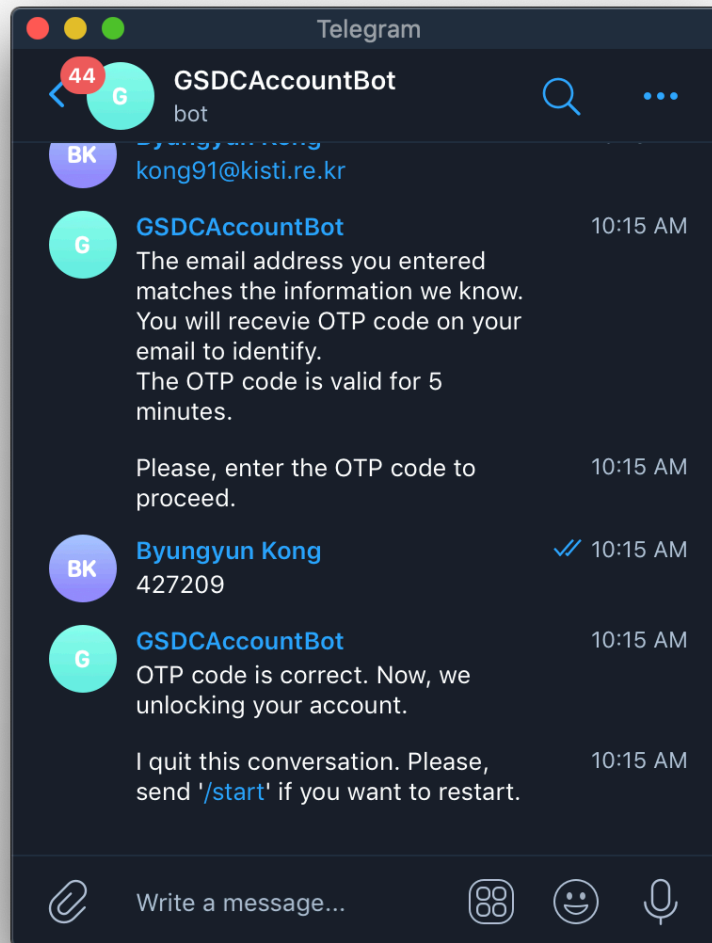 Telegram
44
G
GSDCAccountBot
bot
BK
Byungyun Kong
kong91@kisti.re.kr
G
GSDCAccountBot 10:15 AM
The email address you entered
matches the information we know.
You will recevie OTP code on your
email to identify.
The OTP code is valid for 5
minutes.
Please, enter the OTP code to 10:15 AM
proceed.
BK
Byungyun Kong 10:15 AM
427209
G
GSDCAccountBot 10:15 AM
OTP code is correct. Now, we
unlocking your account.
I quit this conversation. Please, 10:15 AM
send '/start' if you want to restart.
Write a message...